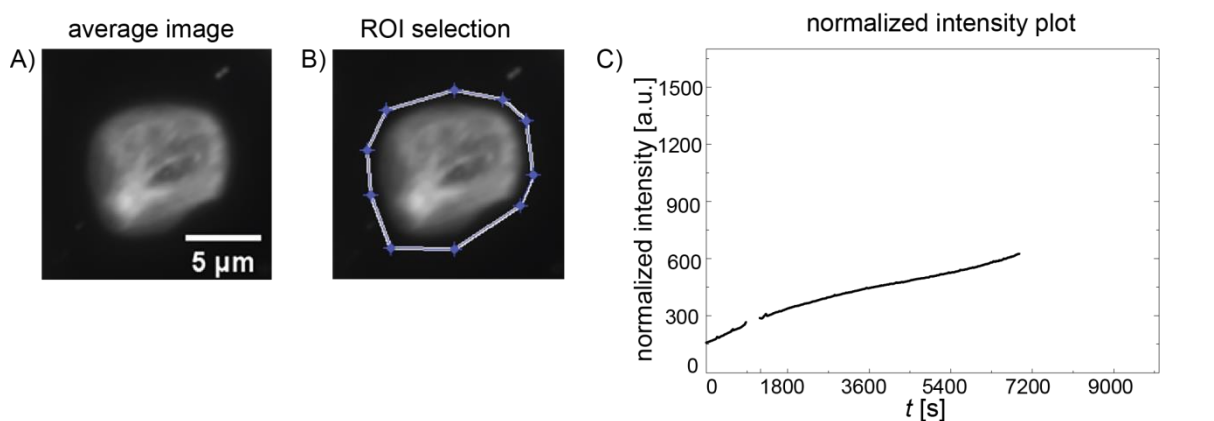 average image
ROI selection
normalized intensity plot
A)
B)
C)
5 µm
normalized intensity [a.u.]
1500
1200
900
600
300
0
0 1800 3600 5400 7200 9000
t [s]